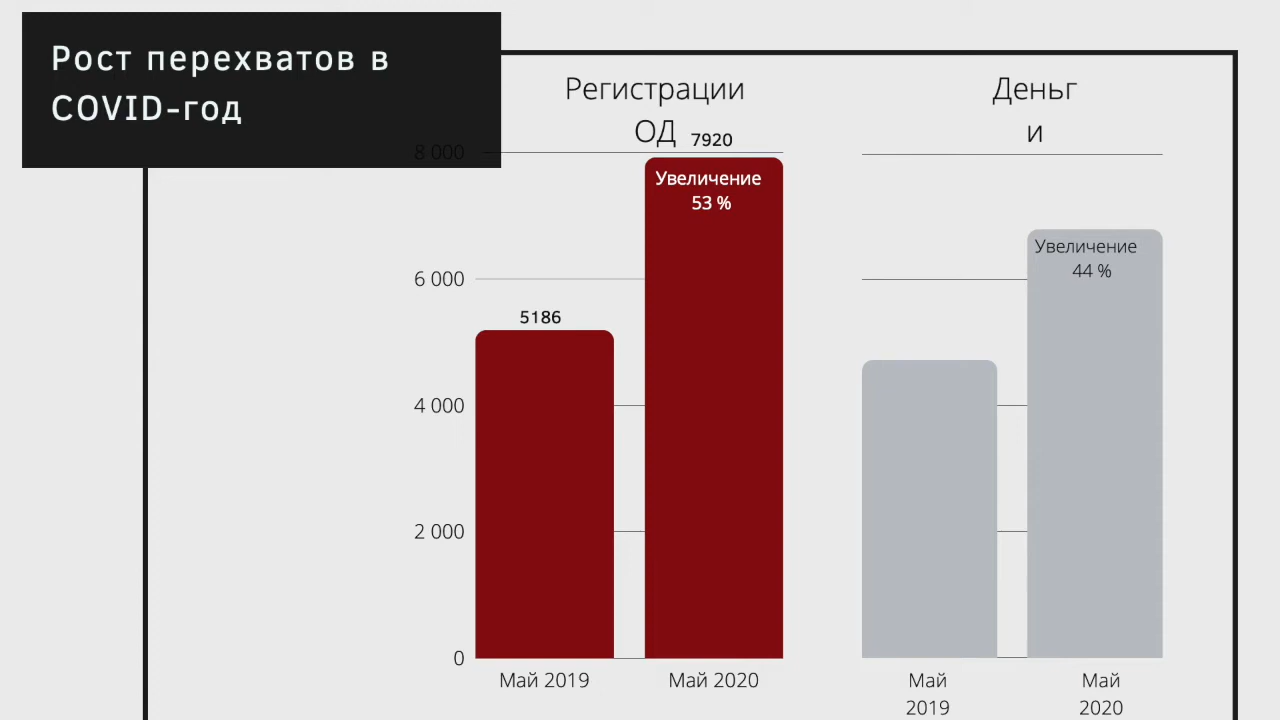 Рост перехватов в
COVID-год
Регистрации
ОД
7920
8 000
Увеличение
53 %
6 000
5186
4 000
2 000
0
Май 2019
Май 2020
Деньг
и
Увеличение
44 %
Май
2019
Май
2020